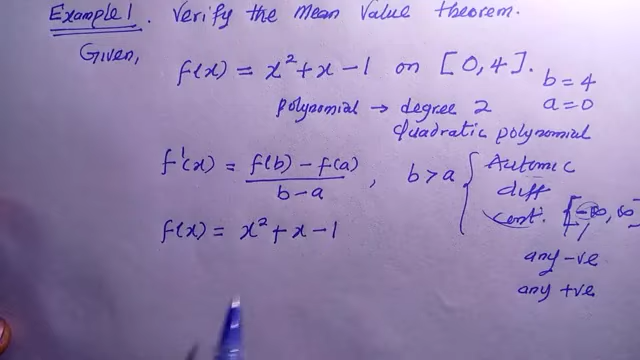 Example 1. Verify the Mean Value theorem.
Given,
f(x) = x² + x − 1 on [0, 4].
b = 4
a = 0
polynomial → degree 2
Quadratic polynomial
f'(x) = f(b) − f(a) / b − a , b > a
Automic
diff
cont. [−∞, ∞]
any −ve
any +ve
f(x) = x² + x − 1